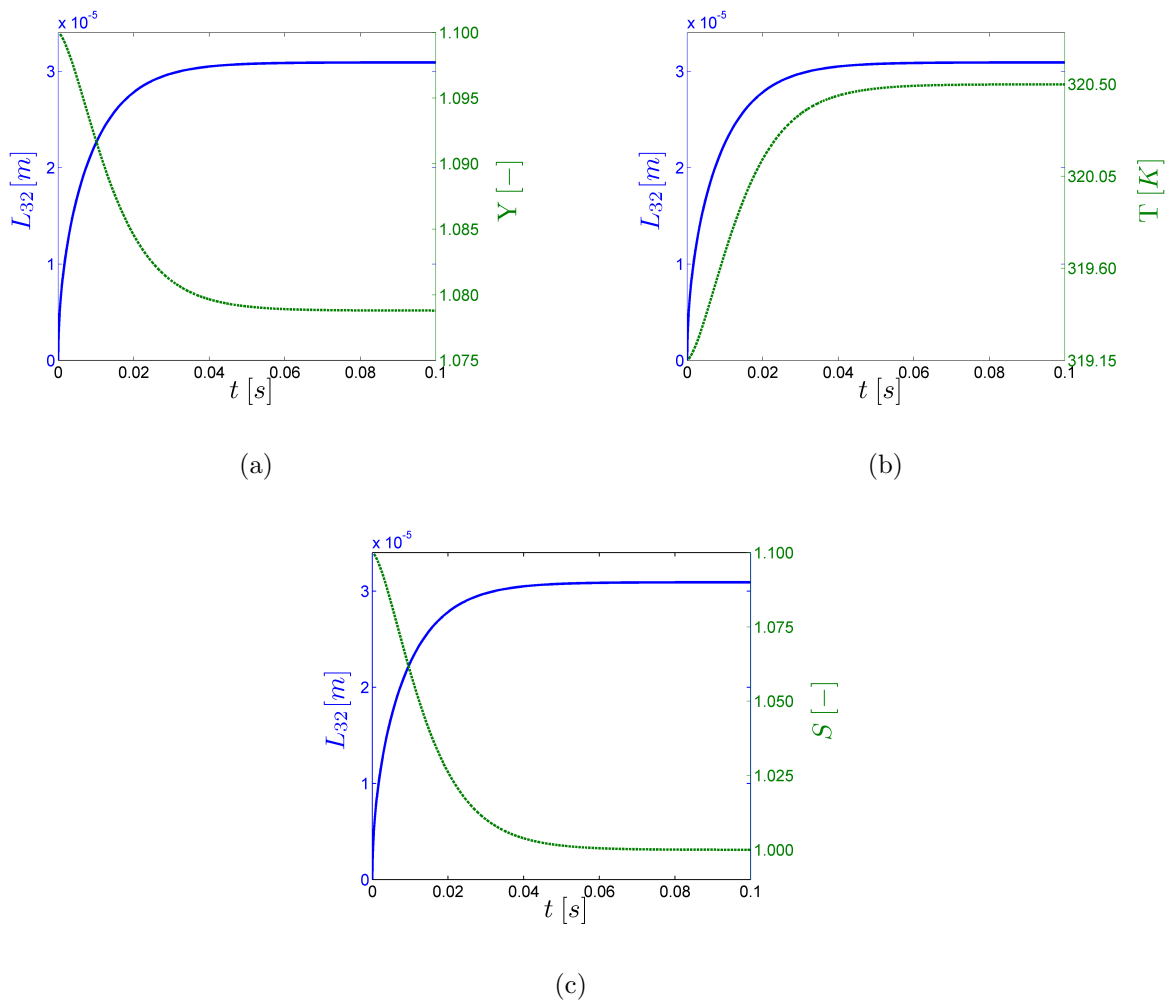 x 10⁻⁵
3
2
1
0
L₃₂ [m]
1.100
1.095
1.090
1.085
1.080
1.075
Y [−]
0 0.02 0.04 0.06 0.08 0.1
t [s]
(a)
x 10⁻⁵
3
2
1
0
L₃₂ [m]
320.50
320.05
319.60
319.15
T [K]
0 0.02 0.04 0.06 0.08 0.1
t [s]
(b)
x 10⁻⁵
3
2
1
0
L₃₂ [m]
1.100
1.075
1.050
1.025
1.000
S [−]
0 0.02 0.04 0.06 0.08 0.1
t [s]
(c)